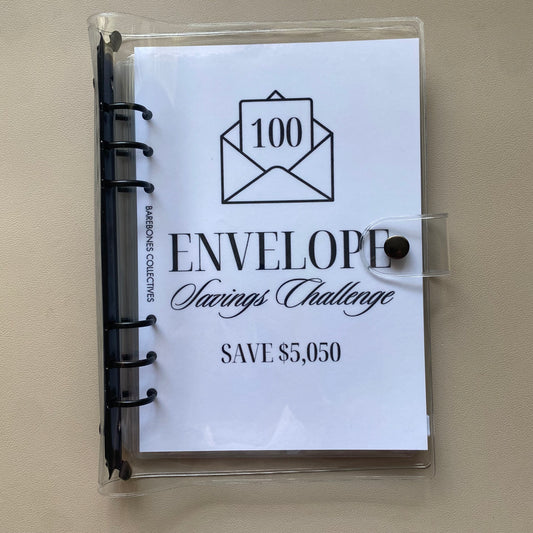 100
ENVELOPE
Savings Challenge
SAVE $5,050
BAREBONES COLLECTIVES